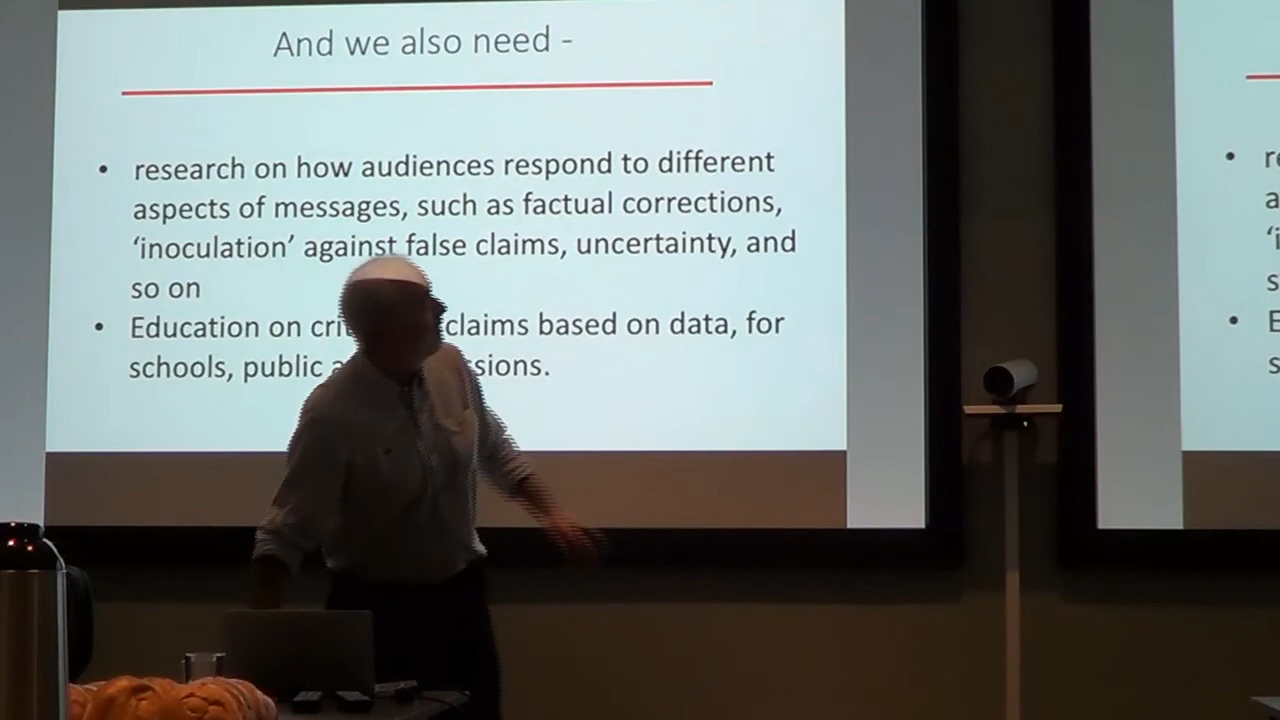 And we also need -
• research on how audiences respond to different
aspects of messages, such as factual corrections,
‘inoculation’ against false claims, uncertainty, and
so on
• Education on claims based on data, for
schools, public